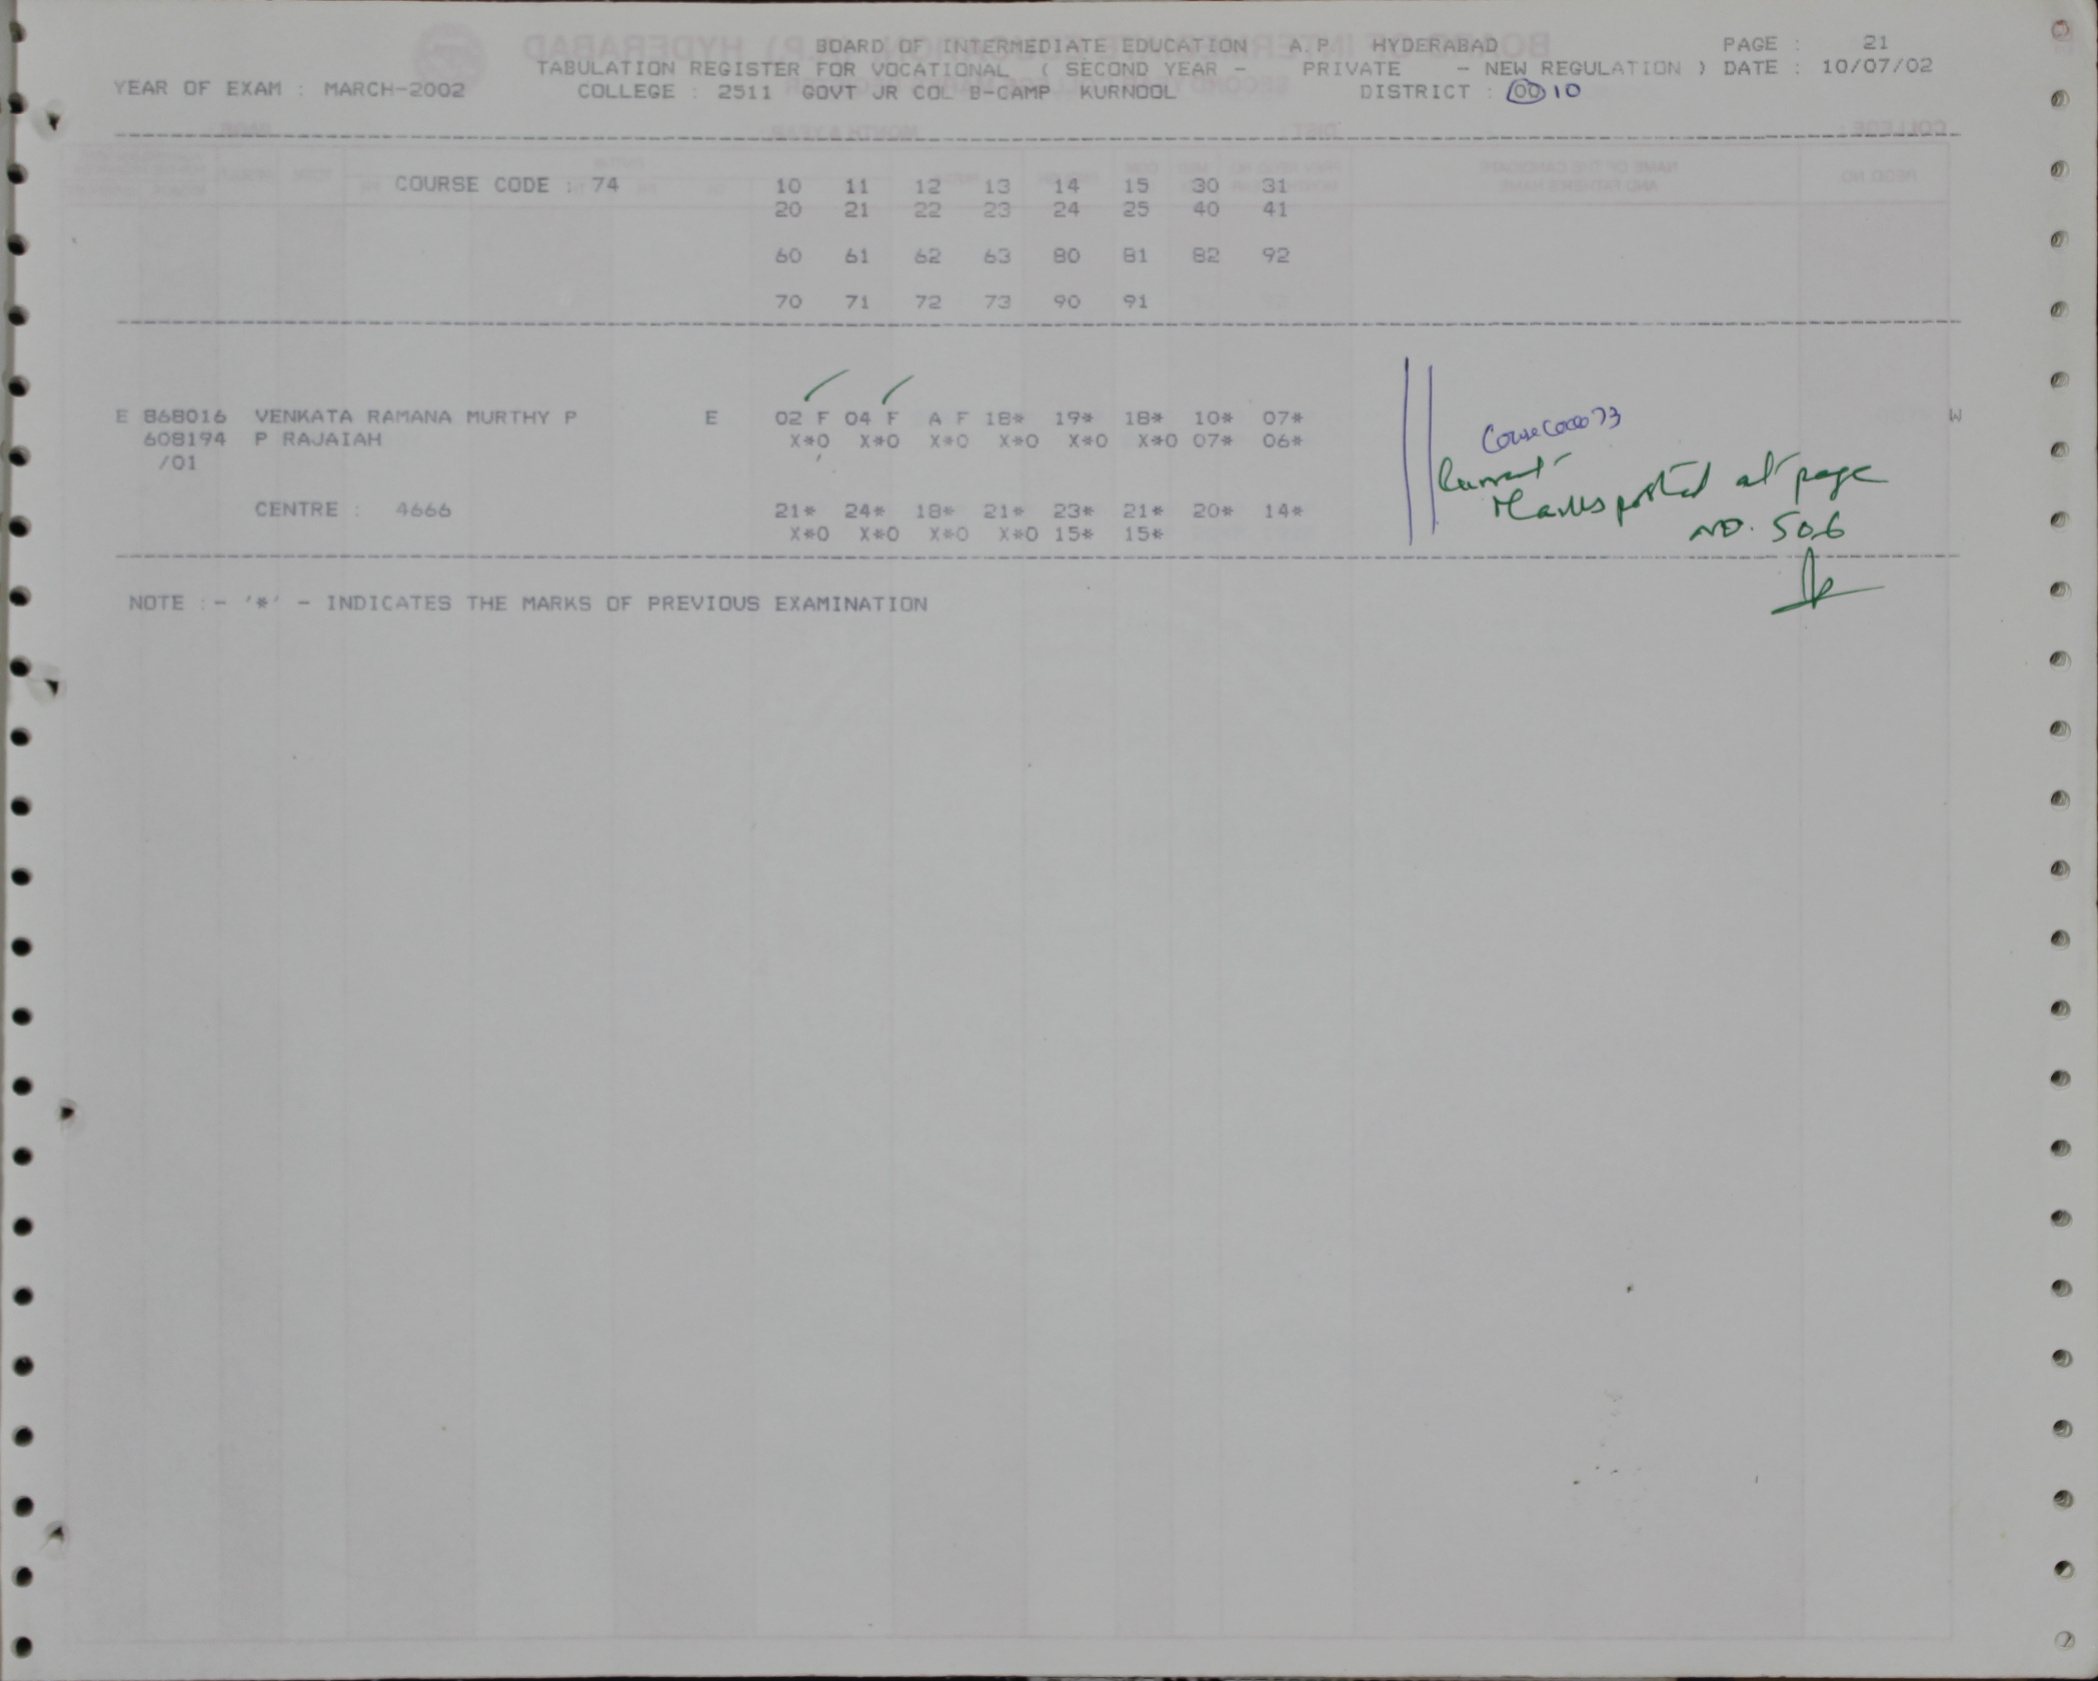 BOARD OF INTERMEDIATE EDUCATION A.P. HYDERABAD PAGE : 21
TABULATION REGISTER FOR VOCATIONAL ( SECOND YEAR - PRIVATE - NEW REGULATION ) DATE : 10/07/02
YEAR OF EXAM : MARCH-2002 COLLEGE : 2511 GOVT JR COL B-CAMP KURNOOL DISTRICT : 00 10
COURSE CODE : 74 10 11 12 13 14 15 30 31
20 21 22 23 24 25 40 41
60 61 62 63 80 81 82 92
70 71 72 73 90 91
E 868016 VENKATA RAMANA MURTHY P E 02 F 04 F A F 18* 19* 18* 10* 07* W
608194 P RAJAIAH X*0 X*0 X*0 X*0 X*0 X*0 07* 06*
/01
CENTRE : 4666 21* 24* 18* 21* 23* 21* 20* 14*
X*0 X*0 X*0 X*0 15* 15*
Course Code 73
Current
Marks posted at page
NO. 506
NOTE :- '*' - INDICATES THE MARKS OF PREVIOUS EXAMINATION